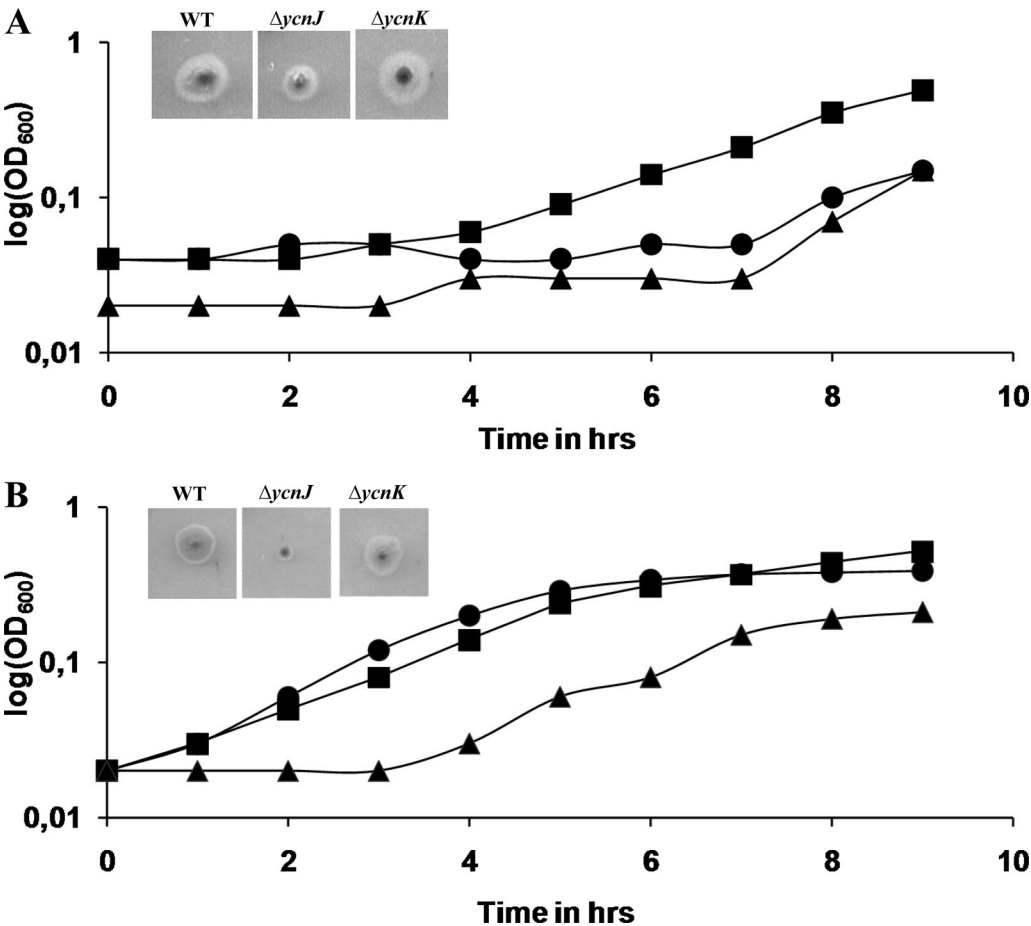 A
WT ΔycnJ ΔycnK
1
0,1
0,01
log(OD600)
0 2 4 6 8 10
Time in hrs
B
WT ΔycnJ ΔycnK
1
0,1
0,01
log(OD600)
0 2 4 6 8 10
Time in hrs